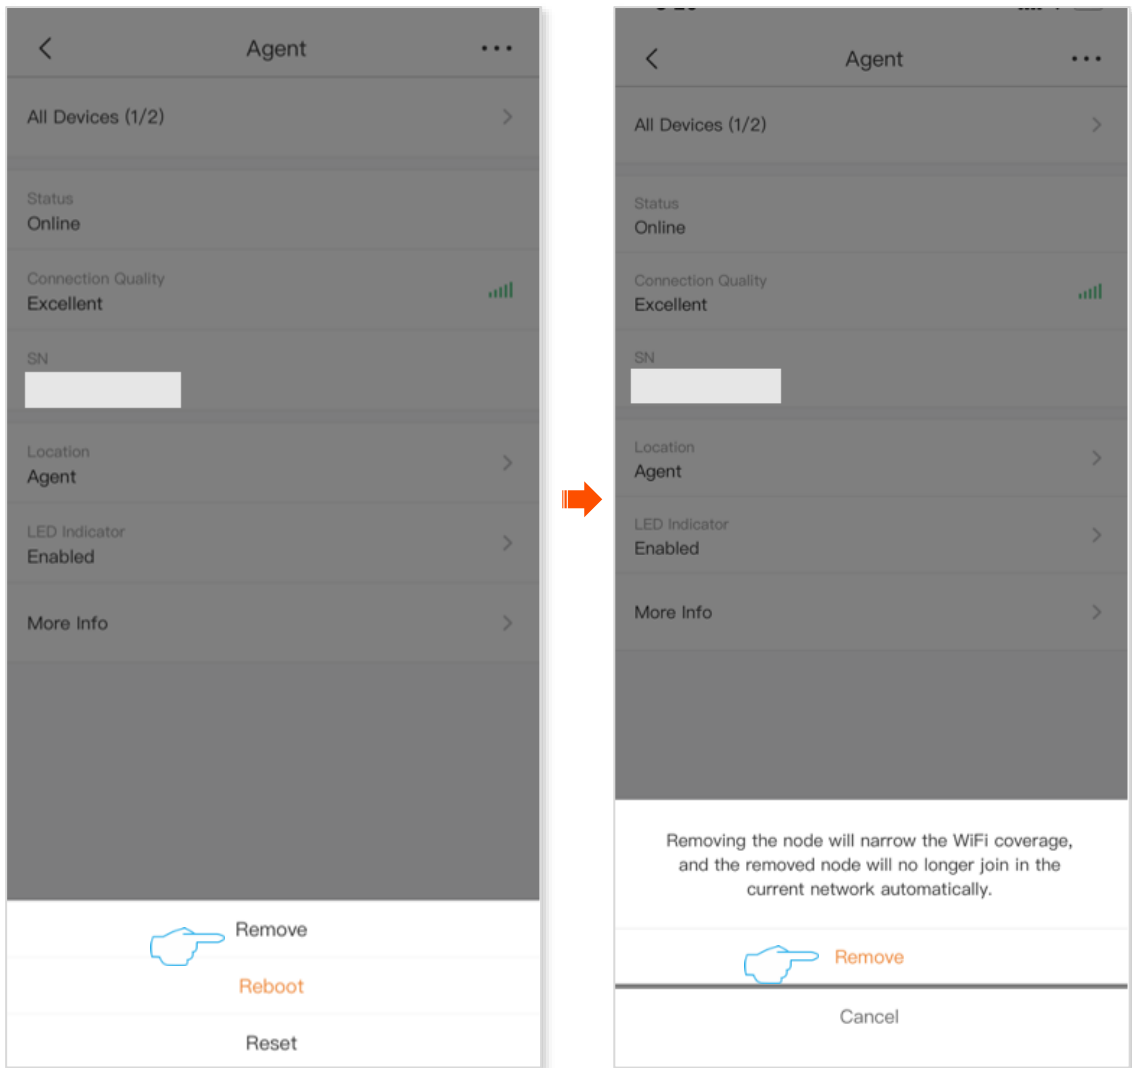 Agent
All Devices (1/2)
Status
Online
Connection Quality
Excellent
SN
Location
Agent
LED Indicator
Enabled
More Info
Remove
Reboot
Reset
Agent
All Devices (1/2)
Status
Online
Connection Quality
Excellent
SN
Location
Agent
LED Indicator
Enabled
More Info
Removing the node will narrow the WiFi coverage,
and the removed node will no longer join in the
current network automatically.
Remove
Cancel